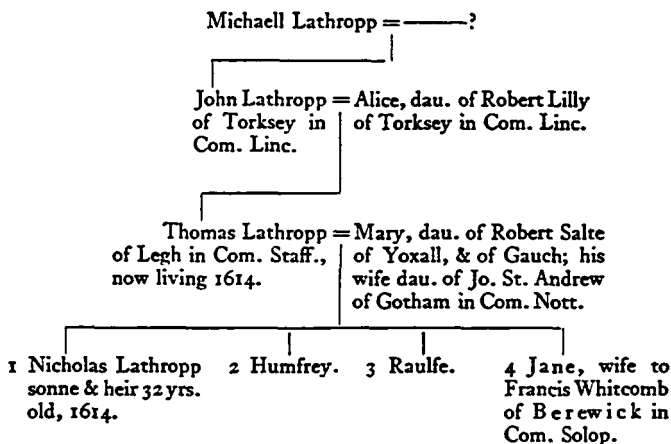 Michaell Lathropp = ———?
John Lathropp = Alice, dau. of Robert Lilly
of Torksey in of Torksey in Com. Linc.
Com. Linc.
Thomas Lathropp = Mary, dau. of Robert Salte
of Legh in Com. Staff., of Yoxall, & of Gauch; his
now living 1614. wife dau. of Jo. St. Andrew
of Gotham in Com. Nott.
1 Nicholas Lathropp
sonne & heir 32 yrs.
old, 1614.
2 Humfrey.
3 Raulfe.
4 Jane, wife to
Francis Whitcomb
of Berewick in
Com. Solop.